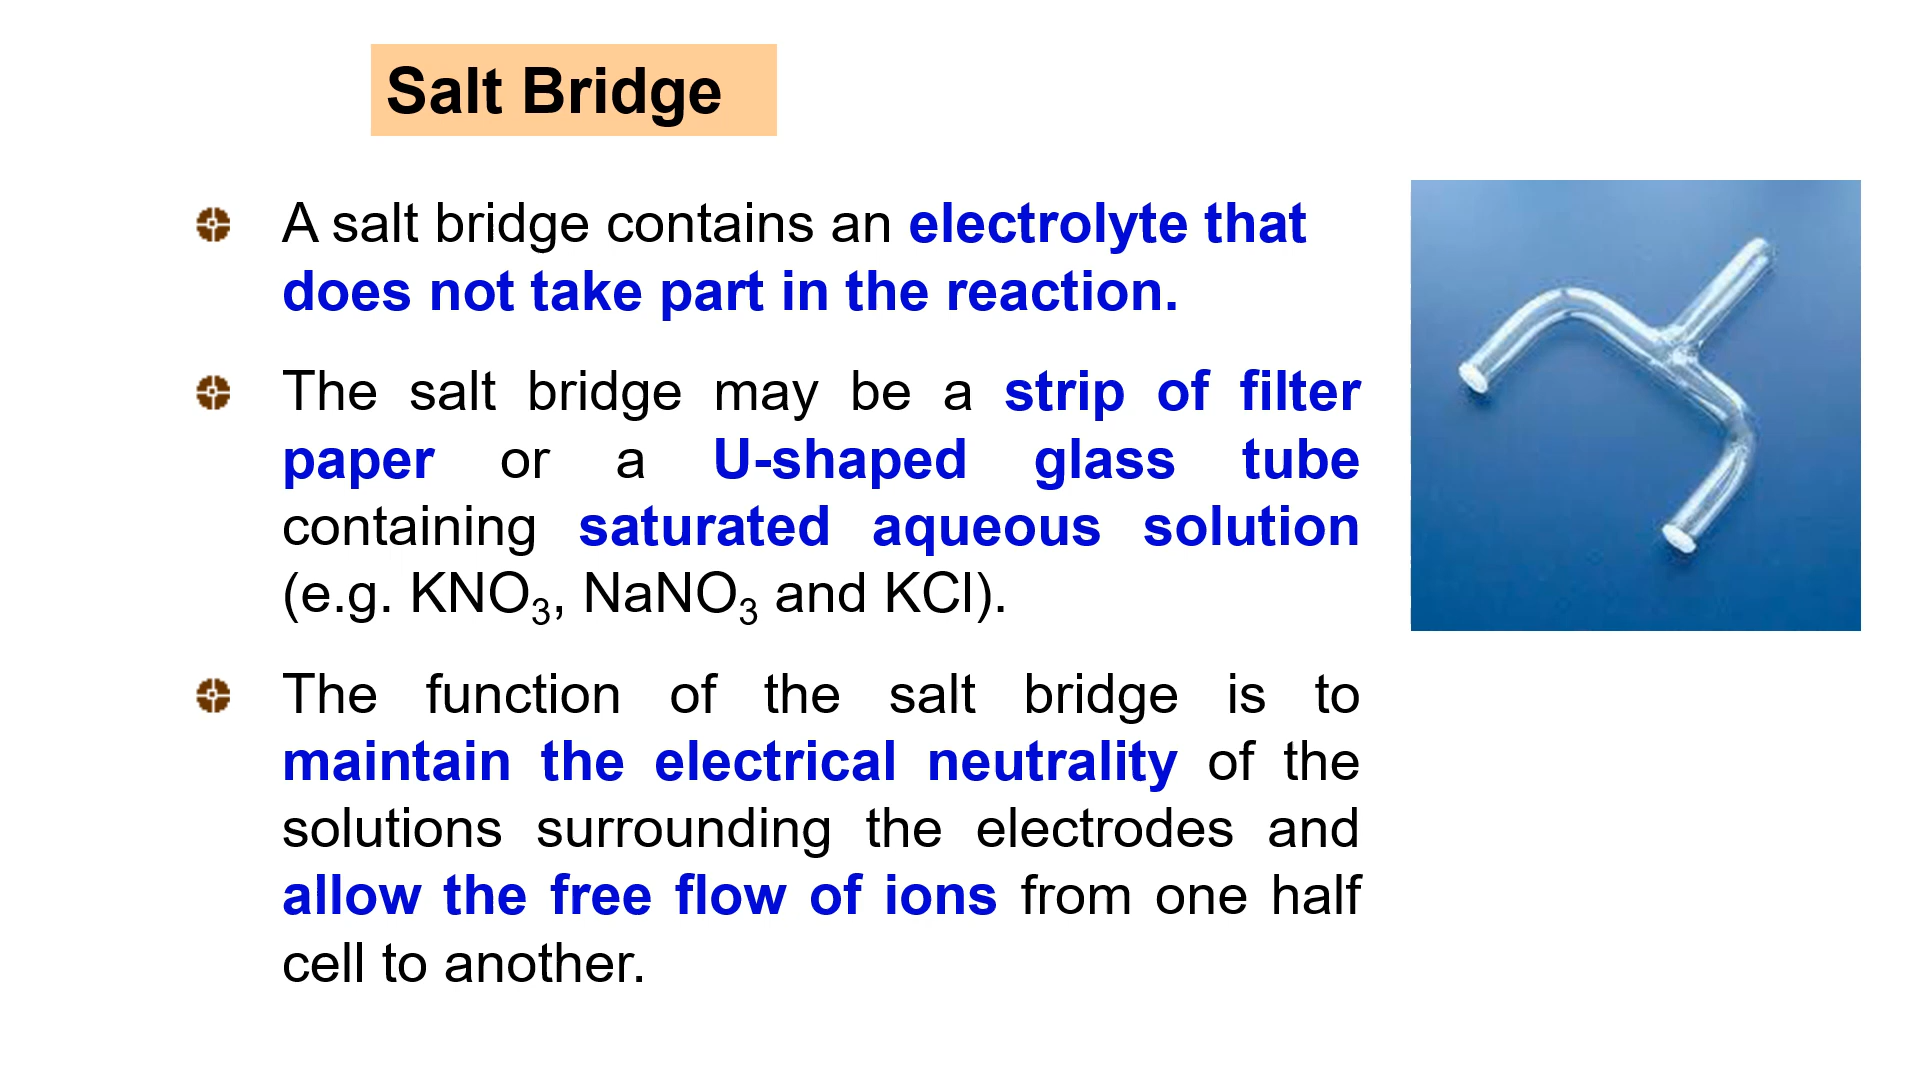 Salt Bridge
A salt bridge contains an electrolyte that
does not take part in the reaction.
The salt bridge may be a strip of filter
paper or a U-shaped glass tube
containing saturated aqueous solution
(e.g. KNO₃, NaNO₃ and KCl).
The function of the salt bridge is to
maintain the electrical neutrality of the
solutions surrounding the electrodes and
allow the free flow of ions from one half
cell to another.